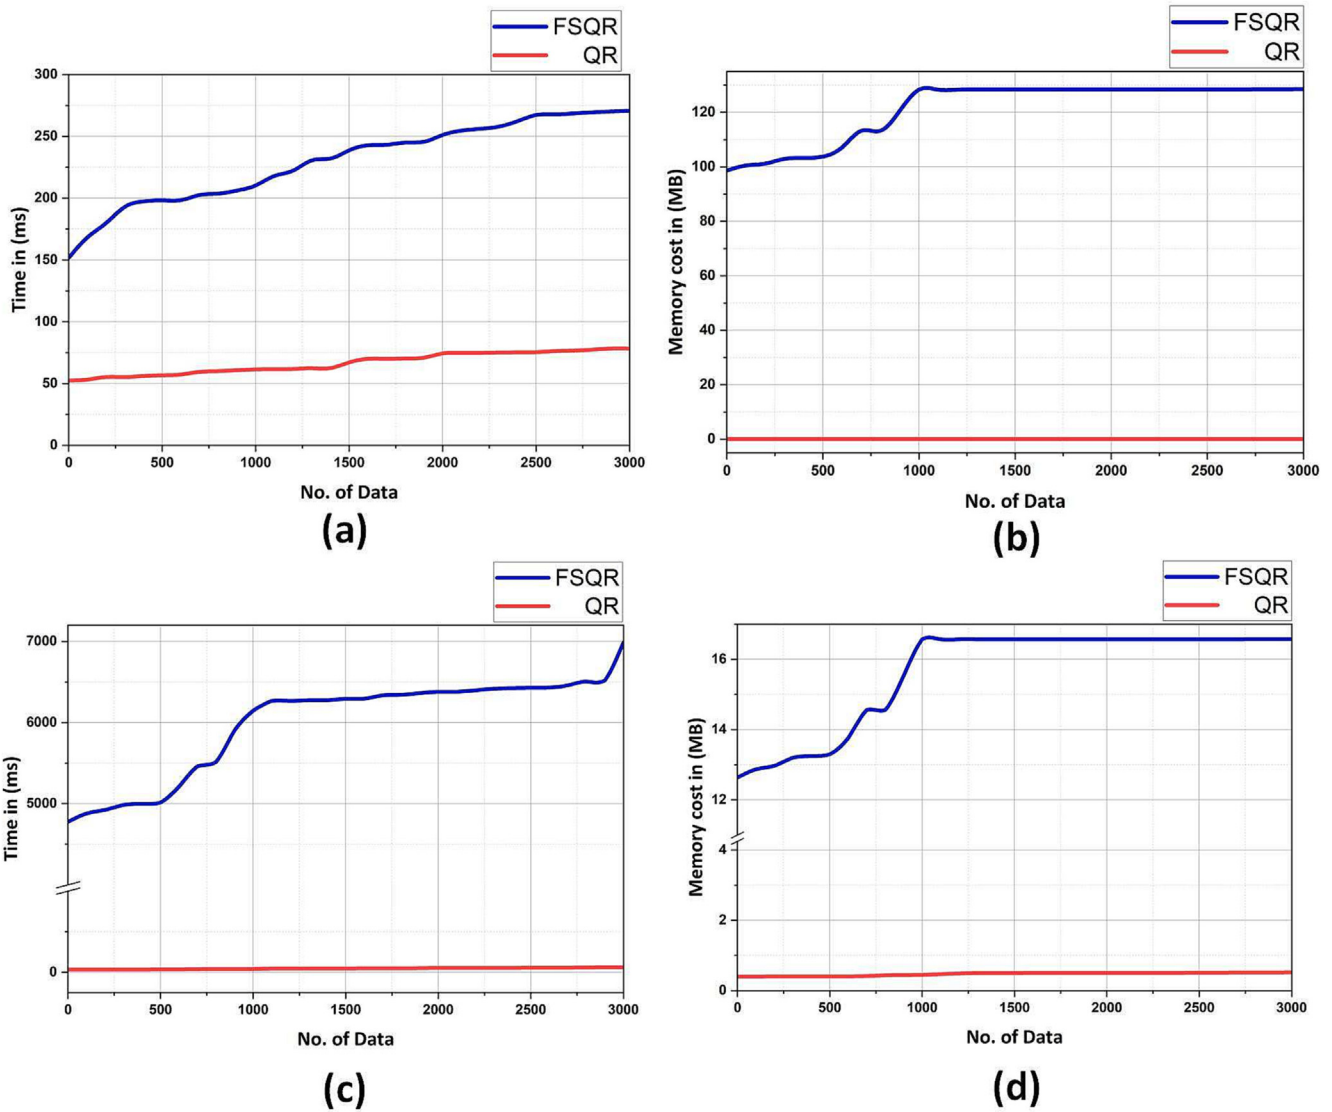 FSQR
QR
300
250
200
150
100
50
0
Time in (ms)
0 500 1000 1500 2000 2500 3000
No. of Data
(a)
FSQR
QR
120
100
80
60
40
20
0
Memory cost in (MB)
0 500 1000 1500 2000 2500 3000
No. of Data
(b)
FSQR
QR
7000
6000
5000
0
Time in (ms)
0 500 1000 1500 2000 2500 3000
No. of Data
(c)
FSQR
QR
16
14
12
4
2
0
Memory cost in (MB)
0 500 1000 1500 2000 2500 3000
No. of Data
(d)